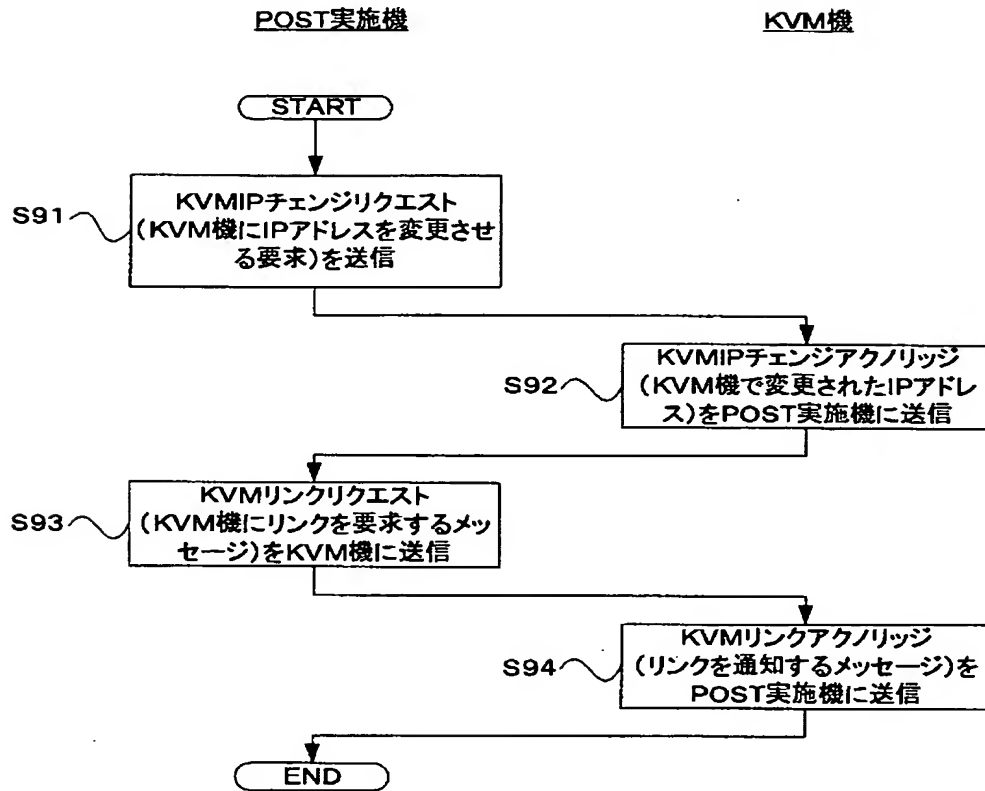 POST実施機
KVM機
START
S91
KVMIPチェンジリクエスト
(KVM機にIPアドレスを変更させ
る要求)を送信
S92
KVMIPチェンジアクノリッジ
(KVM機で変更されたIPアドレ
ス)をPOST実施機に送信
S93
KVMリンクリクエスト
(KVM機にリンクを要求するメッ
セージ)をKVM機に送信
S94
KVMリンクアクノリッジ
(リンクを通知するメッセージ)を
POST実施機に送信
END